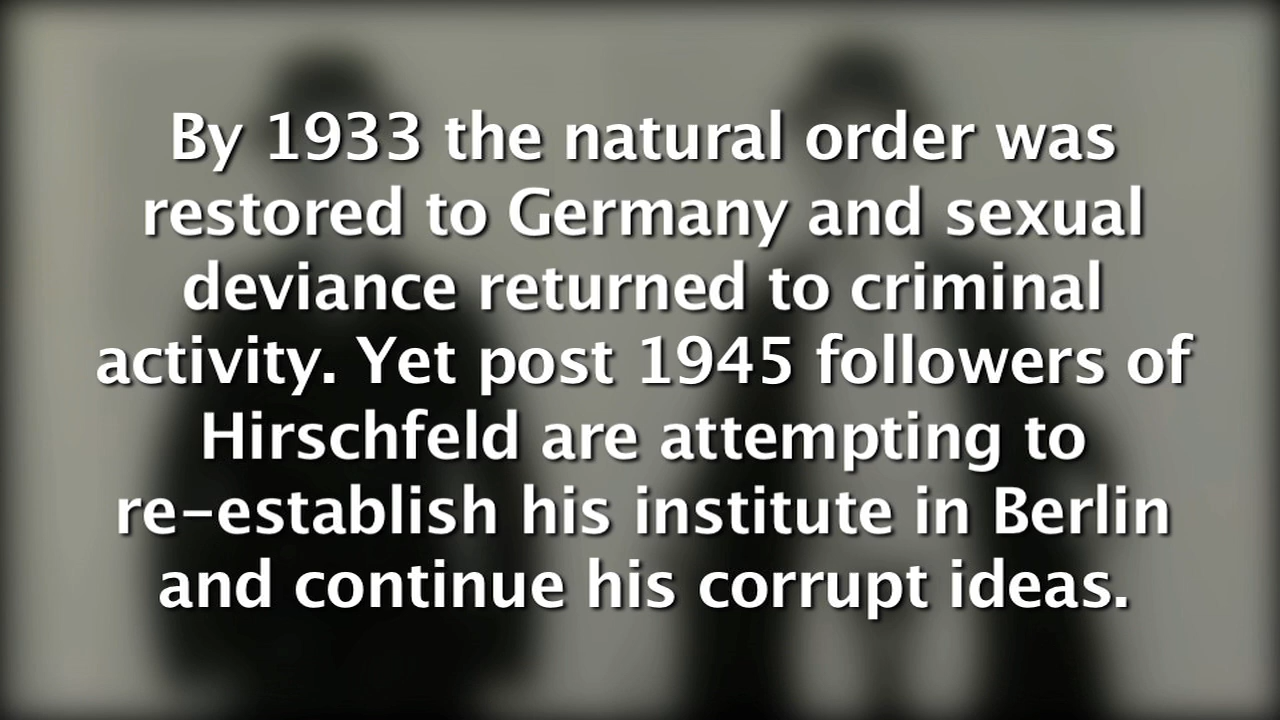 By 1933 the natural order was
restored to Germany and sexual
deviance returned to criminal
activity. Yet post 1945 followers of
Hirschfeld are attempting to
re-establish his institute in Berlin
and continue his corrupt ideas.